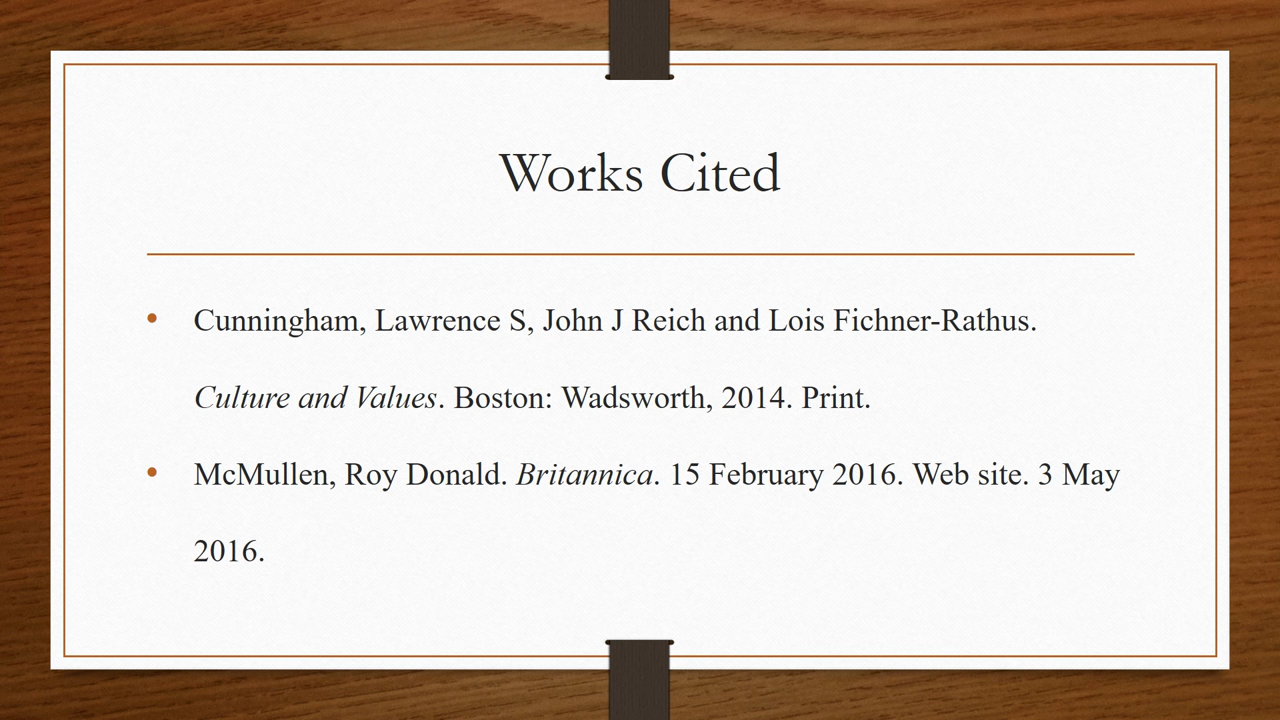 Works Cited
• Cunningham, Lawrence S, John J Reich and Lois Fichner-Rathus.
Culture and Values. Boston: Wadsworth, 2014. Print.
• McMullen, Roy Donald. Britannica. 15 February 2016. Web site. 3 May
2016.